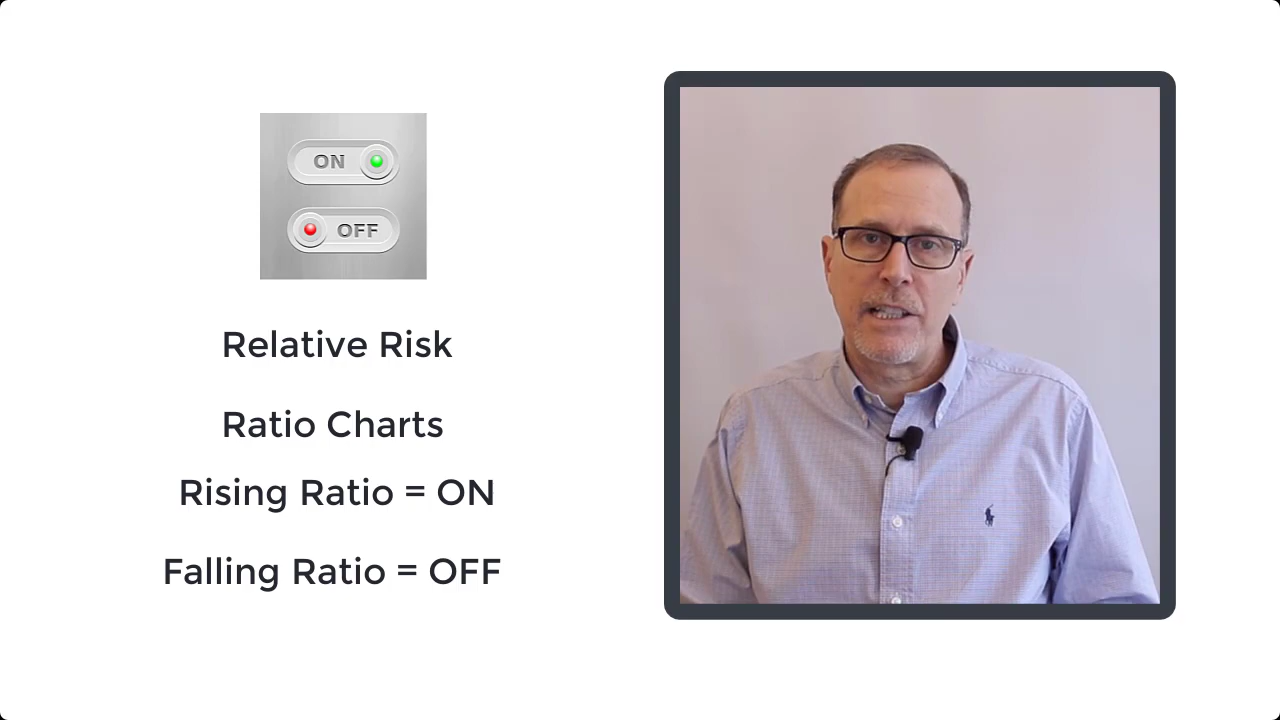 ON
OFF
Relative Risk
Ratio Charts
Rising Ratio = ON
Falling Ratio = OFF